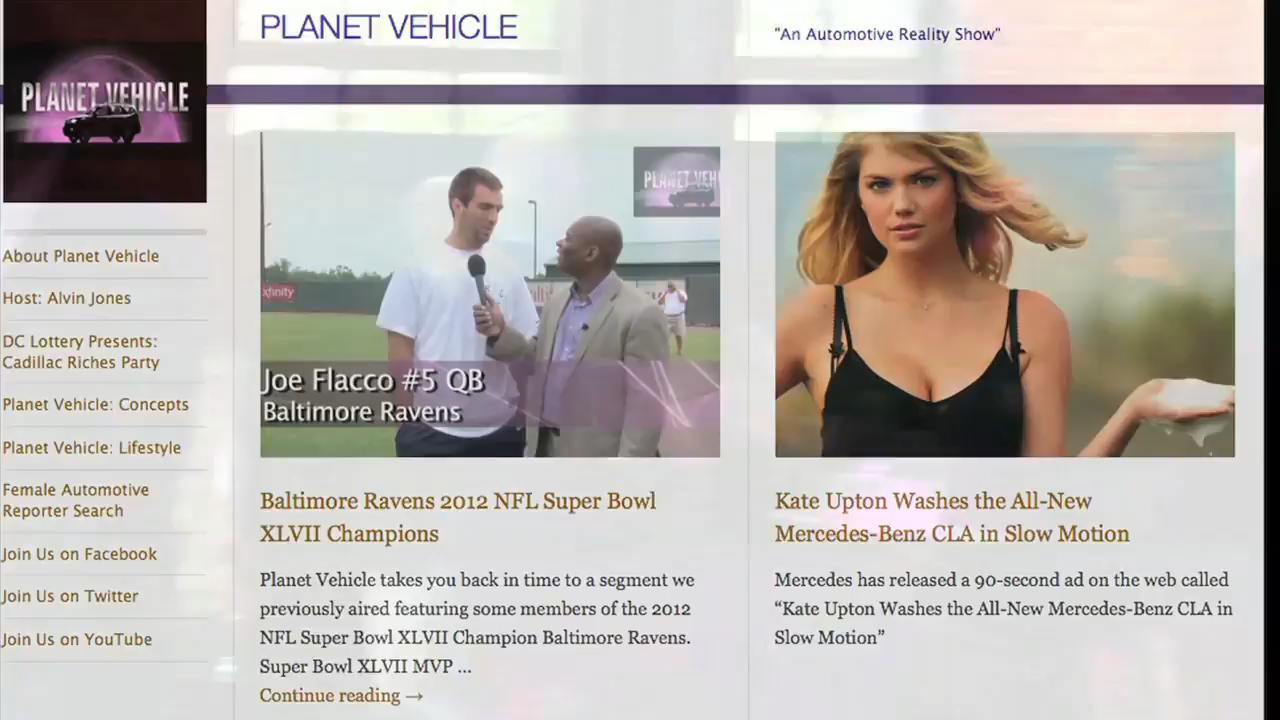 PLANET VEHICLE
"An Automotive Reality Show"
PLANET VEHICLE
About Planet Vehicle
Host: Alvin Jones
DC Lottery Presents:
Cadillac Riches Party
Planet Vehicle: Concepts
Planet Vehicle: Lifestyle
Female Automotive
Reporter Search
Join Us on Facebook
Join Us on Twitter
Join Us on YouTube
PLANET VEH
xfinity
Joe Flacco #5 QB
Baltimore Ravens
Baltimore Ravens 2012 NFL Super Bowl
XLVII Champions
Planet Vehicle takes you back in time to a segment we
previously aired featuring some members of the 2012
NFL Super Bowl XLVII Champion Baltimore Ravens.
Super Bowl XLVII MVP ...
Continue reading →
Kate Upton Washes the All-New
Mercedes-Benz CLA in Slow Motion
Mercedes has released a 90-second ad on the web called
“Kate Upton Washes the All-New Mercedes-Benz CLA in
Slow Motion”